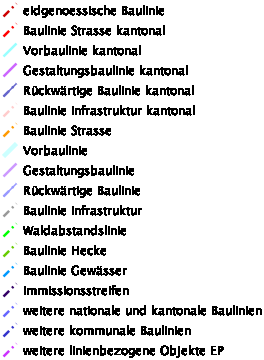 eidgenoessische Baulinie
Baulinie Strasse kantonal
Vorbaulinie kantonal
Gestaltungsbaulinie kantonal
Rückwärtige Baulinie kantonal
Baulinie Infrastruktur kantonal
Baulinie Strasse
Vorbaulinie
Gestaltungsbaulinie
Rückwärtige Baulinie
Baulinie Infrastruktur
Waldabstandslinie
Baulinie Hecke
Baulinie Gewässer
Immissionsstreifen
weitere nationale und kantonale Baulinien
weitere kommunale Baulinien
weitere linienbezogene Objekte EP